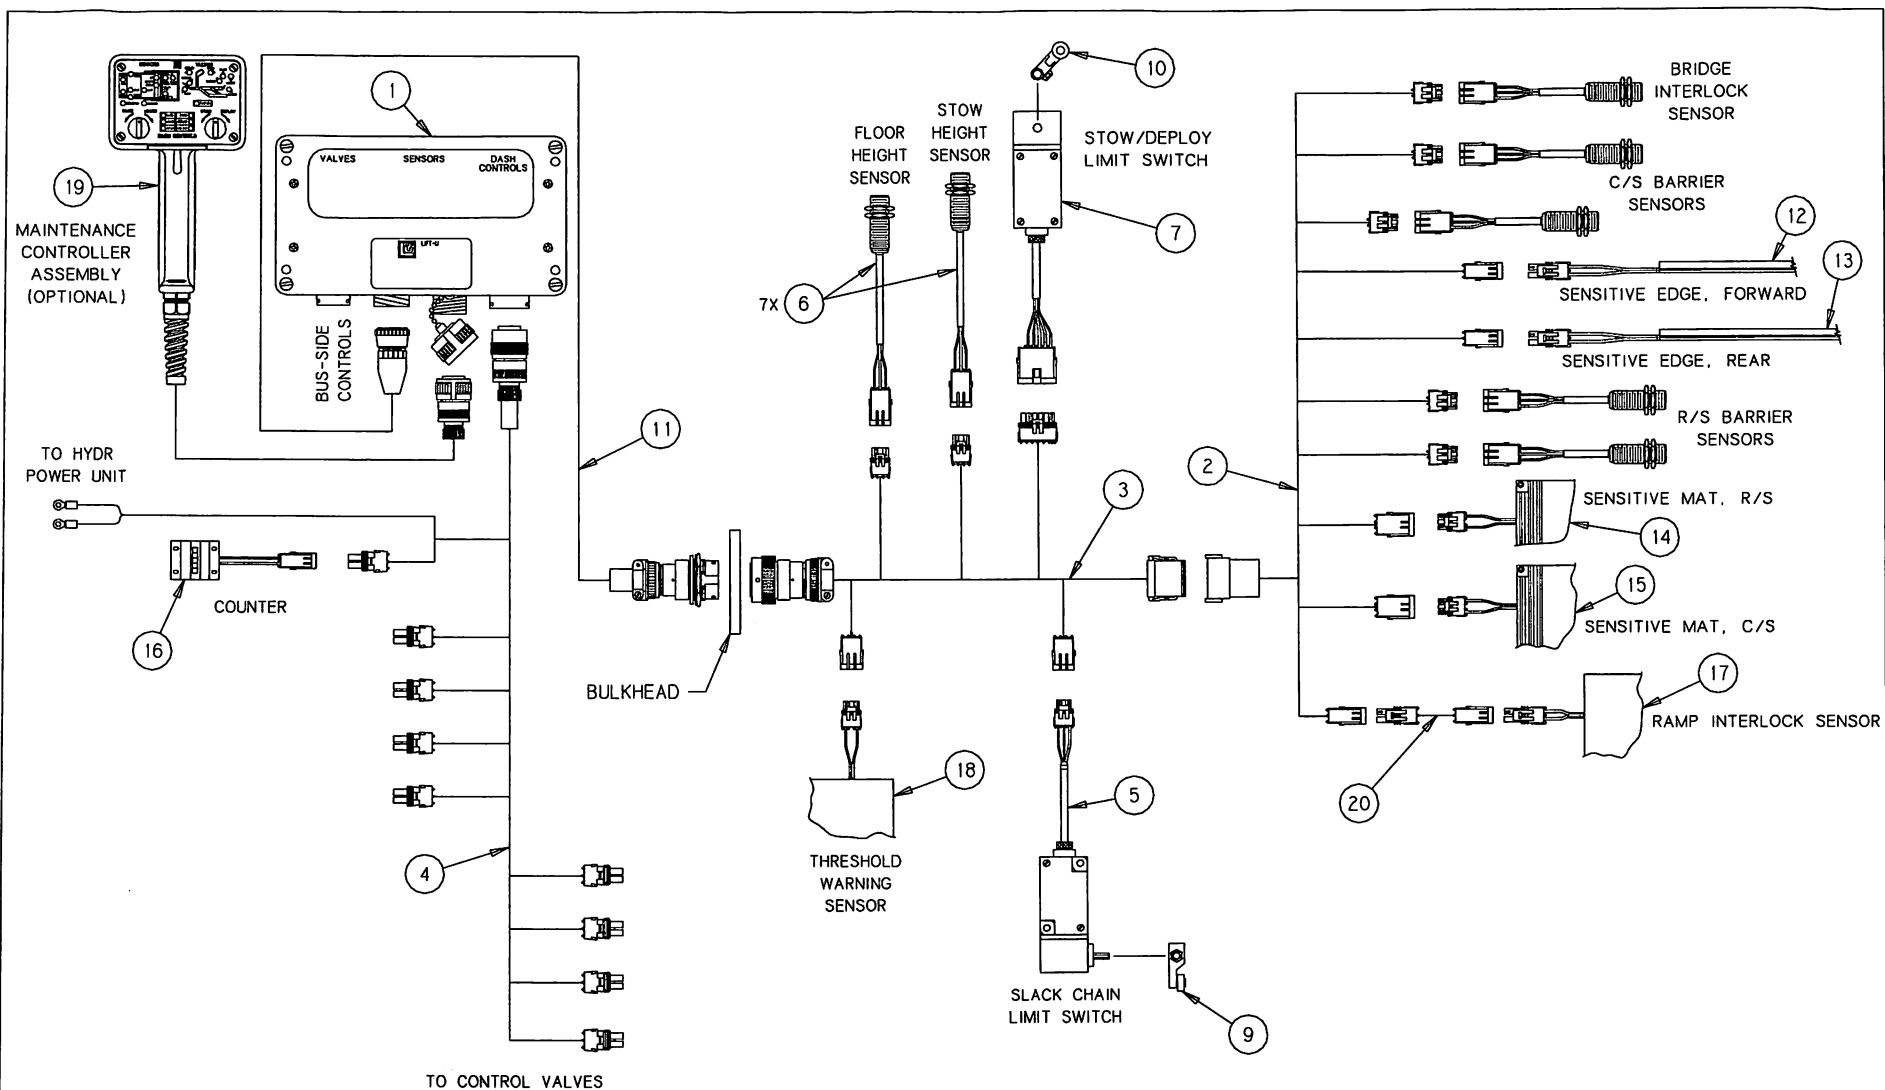 MAINTENANCE
CONTROLLER
ASSEMBLY
(OPTIONAL)
19
1
VALVES
SENSORS
DASH
CONTROLS
LIFT-U
BUS-SIDE
CONTROLS
TO HYDR
POWER UNIT
16
COUNTER
4
TO CONTROL VALVES
11
BULKHEAD
FLOOR
HEIGHT
SENSOR
STOW
HEIGHT
SENSOR
7X 6
10
STOW/DEPLOY
LIMIT SWITCH
7
3
18
THRESHOLD
WARNING
SENSOR
5
SLACK CHAIN
LIMIT SWITCH
9
2
BRIDGE
INTERLOCK
SENSOR
C/S BARRIER
SENSORS
12
13
SENSITIVE EDGE, FORWARD
SENSITIVE EDGE, REAR
R/S BARRIER
SENSORS
SENSITIVE MAT, R/S
14
15
SENSITIVE MAT, C/S
17
RAMP INTERLOCK SENSOR
20